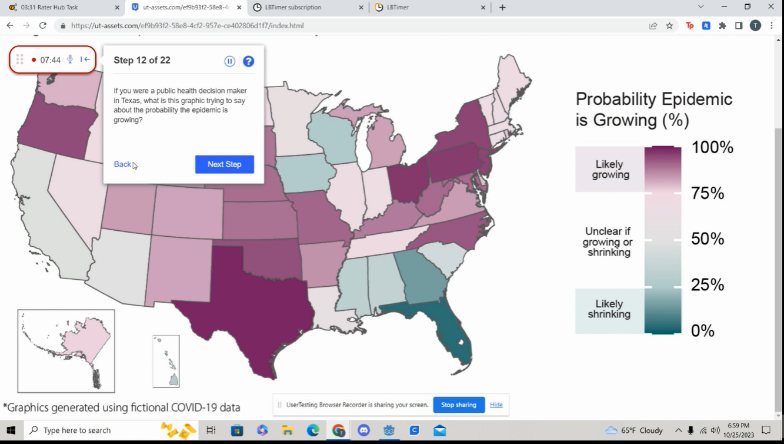 03:31 Rater Hub Task
ut-assets.com/ef9b93f2-58e8-4
LBTimer subscription
LBTimer
https://ut-assets.com/ef9b93f2-58e8-4cf2-957e-ce402806d1f7/index.html
07:44
Step 12 of 22
If you were a public health decision maker
in Texas, what is this graphic trying to say
about the probability the epidemic is
growing?
Back
Next Step
Probability Epidemic
is Growing (%)
Likely
growing
Unclear if
growing or
shrinking
Likely
shrinking
100%
75%
50%
25%
0%
*Graphics generated using fictional COVID-19 data
UserTesting Browser Recorder is sharing your screen.
Stop sharing
Hide
Type here to search
65°F Cloudy
6:59 PM
10/25/2023